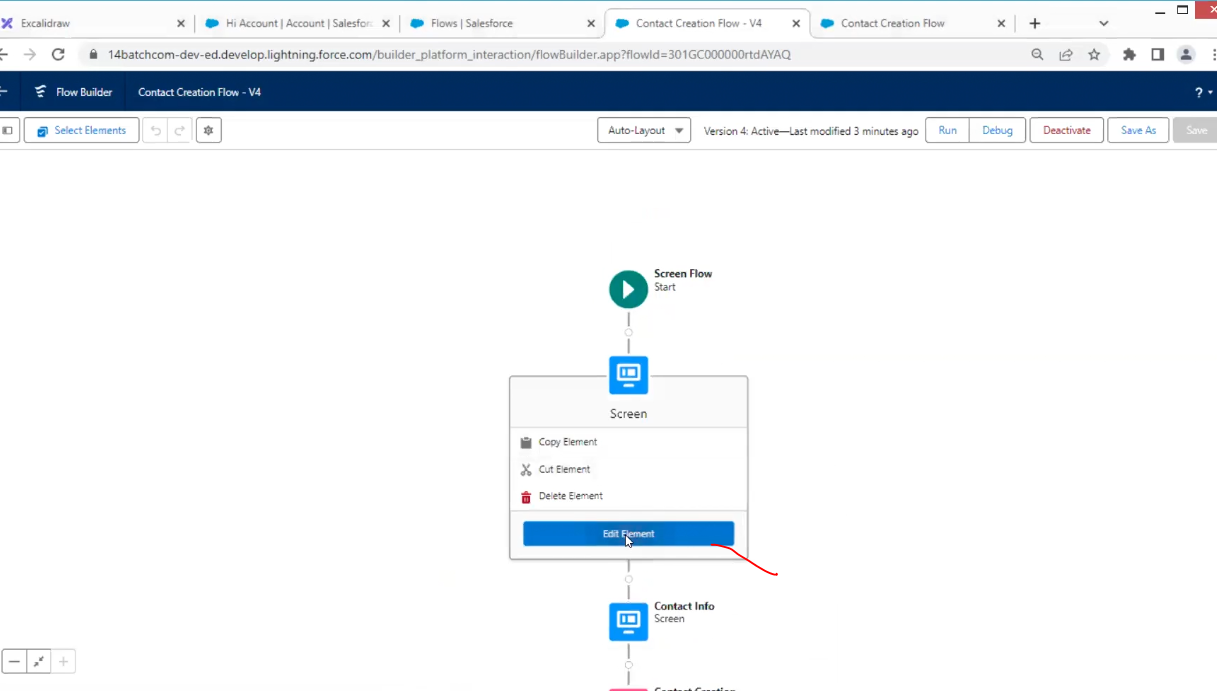 Excalidraw
Hi Account | Account | Salesfor
Flows | Salesforce
Contact Creation Flow - V4
Contact Creation Flow
14batchcom-dev-ed.develop.lightning.force.com/builder_platform_interaction/flowBuilder.app?flowId=301GC000000rtdAYAQ
Flow Builder
Contact Creation Flow - V4
?
Select Elements
Auto-Layout
Version 4: Active—Last modified 3 minutes ago
Run
Debug
Deactivate
Save As
Save
Screen Flow
Start
Screen
Copy Element
Cut Element
Delete Element
Edit Element
Contact Info
Screen
Contact Creation